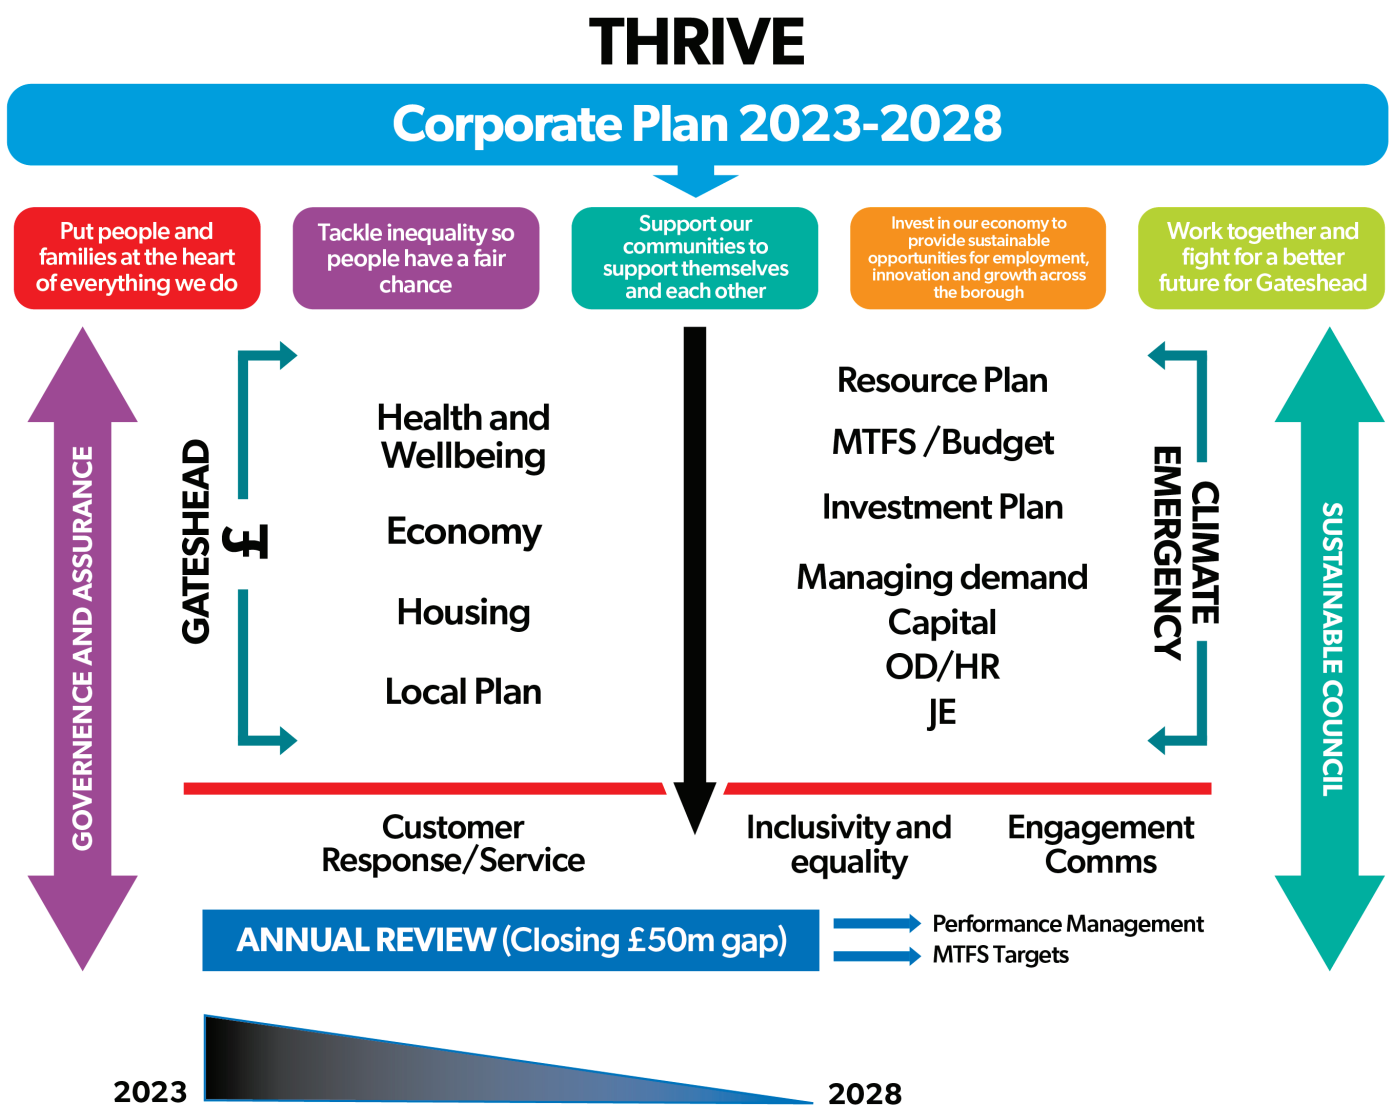 THRIVE
Corporate Plan 2023-2028
Put people and
families at the heart
of everything we do
Tackle inequality so
people have a fair
chance
Support our
communities to
support themselves
and each other
Invest in our economy to
provide sustainable
opportunities for employment,
innovation and growth across
the borough
Work together and
fight for a better
future for Gateshead
GOVERNENCE AND ASSURANCE
GATESHEAD
£
Health and
Wellbeing
Economy
Housing
Local Plan
Resource Plan
MTFS /Budget
Investment Plan
Managing demand
Capital
OD/HR
JE
CLIMATE
EMERGENCY
SUSTAINABLE COUNCIL
Customer
Response/Service
Inclusivity and
equality
Engagement
Comms
ANNUAL REVIEW (Closing £50m gap)
Performance Management
MTFS Targets
2023
2028